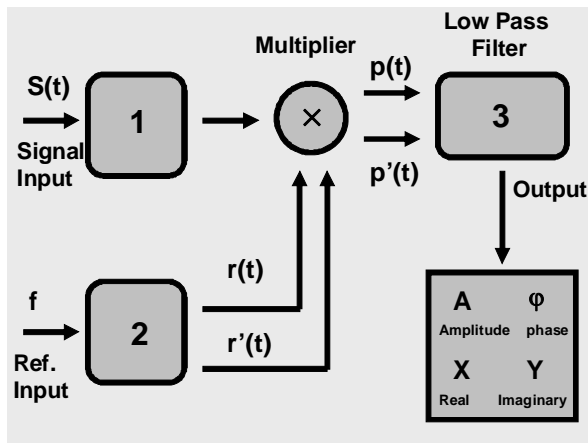 Low Pass
Filter
Multiplier
S(t)
1
×
p(t)
3
Signal
Input
p’(t)
Output
r(t)
f
2
r’(t)
Ref.
Input
A φ
Amplitude phase
X Y
Real Imaginary